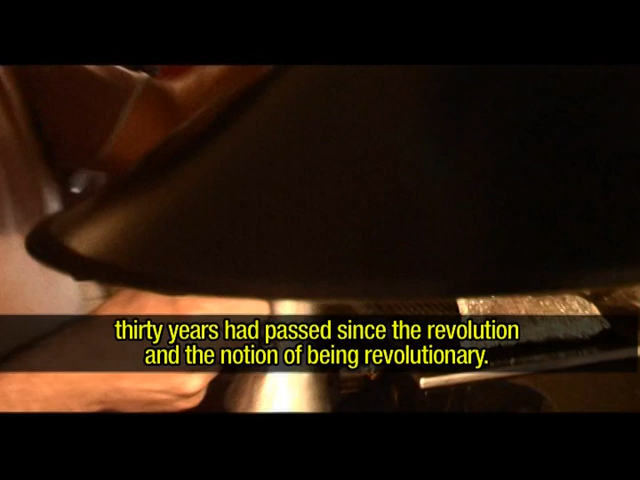 thirty years had passed since the revolution
and the notion of being revolutionary.